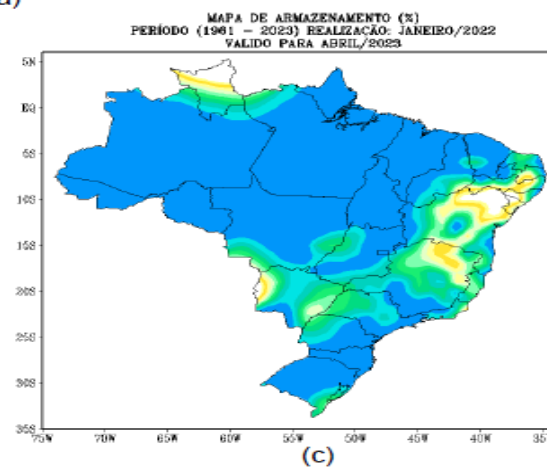 a)
MAPA DE ARMAZENAMENTO (%)
PERÍODO (1961 – 2023) REALIZAÇÃO: JANEIRO/2022
VALIDO PARA ABRIL/2023
5N
EQ
5S
10S
15S
20S
25S
30S
35S
75W 70W 65W 60W 55W 50W 45W 40W 35
(c)